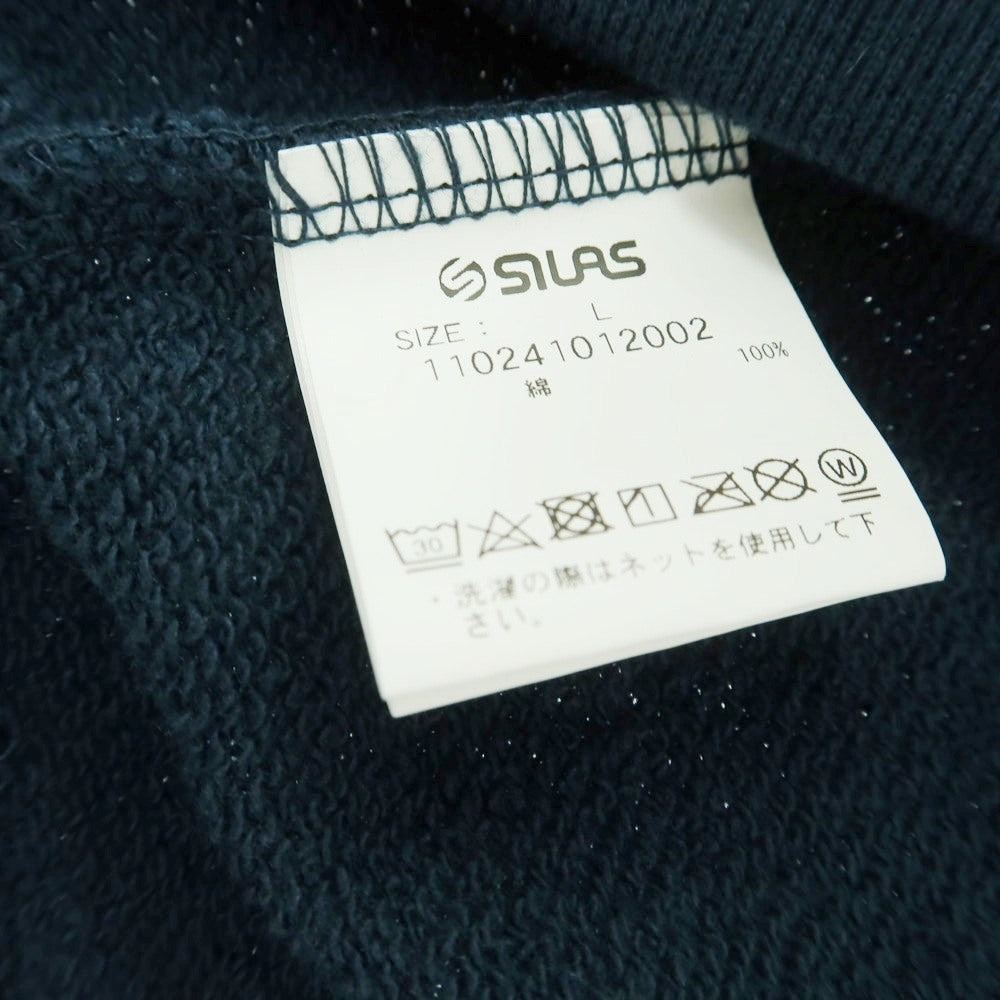 SILAS
SIZE : L
110241012002
綿 100%
30 W
・洗濯の際はネットを使用して下
さい。